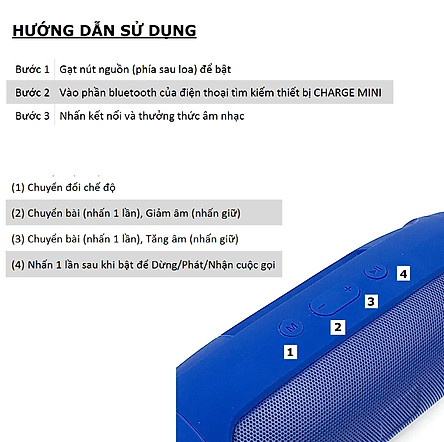 HƯỚNG DẪN SỬ DỤNG
Bước 1 Gạt nút nguồn (phía sau loa) để bật
Bước 2 Vào phần bluetooth của điện thoại tìm kiếm thiết bị CHARGE MINI
Bước 3 Nhấn kết nối và thưởng thức âm nhạc
(1) Chuyển đổi chế độ
(2) Chuyển bài (nhấn 1 lần), Giảm âm (nhấn giữ)
(3) Chuyển bài (nhấn 1 lần), Tăng âm (nhấn giữ)
(4) Nhấn 1 lần sau khi bật để Dừng/Phát/Nhận cuộc gọi
4
+
3
−
2
M
1